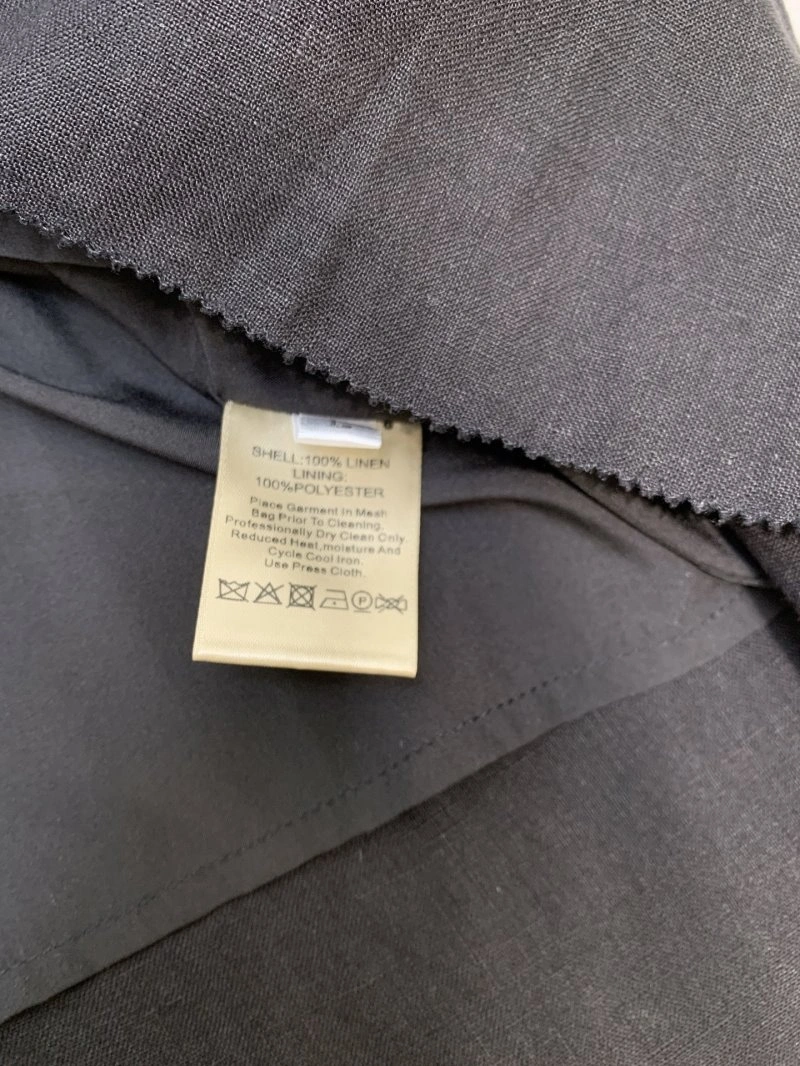 SHELL:100% LINEN
LINING:
100%POLYESTER
Place Garment in Mesh
Bag Prior To Cleaning.
Professionally Dry Clean Only.
Reduced Heat,moisture And
Cycle.Cool Iron.
Use Press Cloth.
P